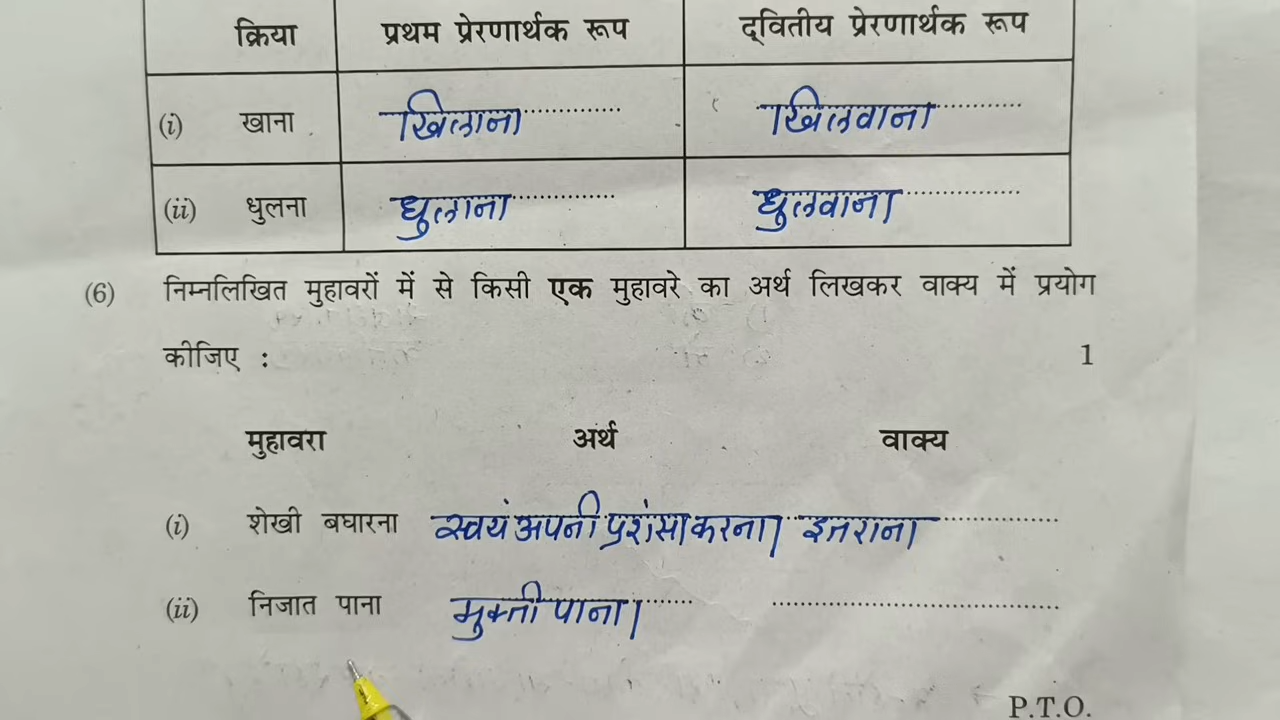 क्रिया प्रथम प्रेरणार्थक रूप द्वितीय प्रेरणार्थक रूप
(i) खाना खिलाना खिलवाना
(ii) धुलना धुलाना धुलवाना
(6) निम्नलिखित मुहावरों में से किसी एक मुहावरे का अर्थ लिखकर वाक्य में प्रयोग
कीजिए : 1
मुहावरा अर्थ वाक्य
(i) शेखी बघारना स्वयं अपनी प्रशंसा करना। इतराना
(ii) निजात पाना मुक्ती पाना।
P.T.O.